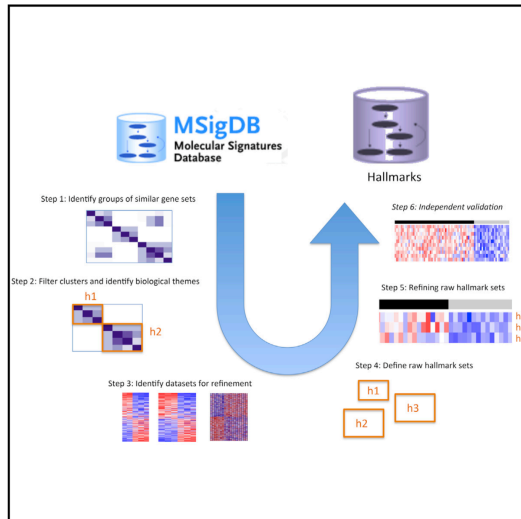 MSigDB
Molecular Signatures
Database
Hallmarks
Step 1: Identify groups of similar gene sets
Step 2: Filter clusters and identify biological themes
h1
h2
Step 3: Identify datasets for refinement
Step 4: Define raw hallmark sets
h1
h3
h2
Step 5: Refining raw hallmark sets
h
h
h
Step 6: Independent validation